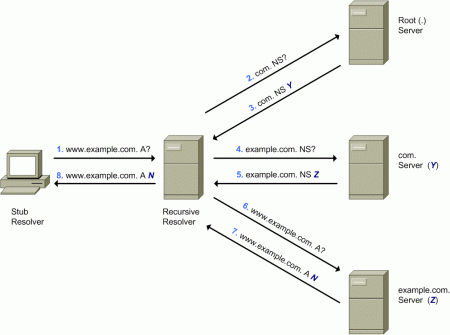 Root (.)
Server
2. com. NS?
3. com. NS Y
1. www.example.com. A?
8. www.example.com. A N
4. example.com. NS?
5. example.com. NS Z
com.
Server (Y)
Stub
Resolver
Recursive
Resolver
6. www.example.com. A?
7. www.example.com. A N
example.com.
Server (Z)